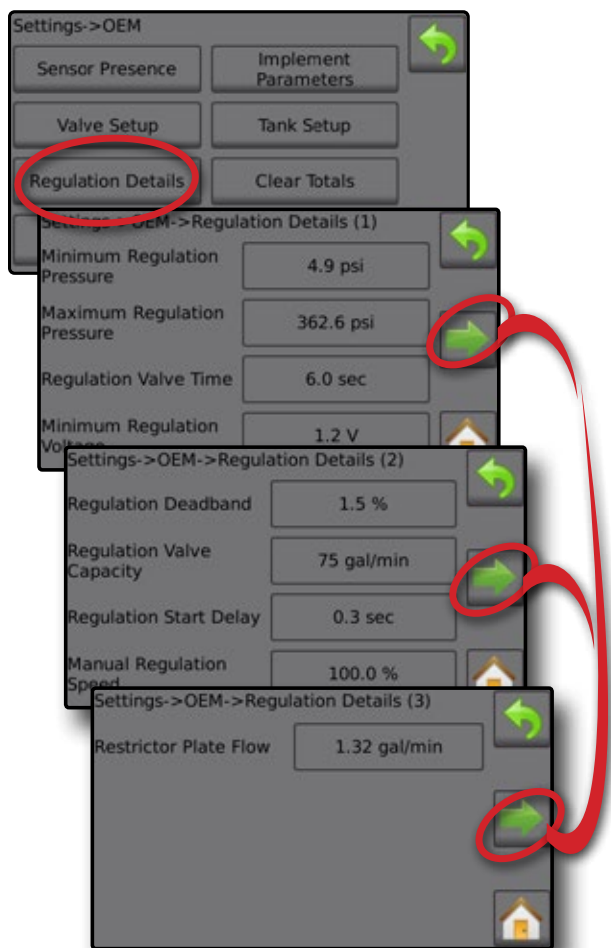 Settings->OEM
Sensor Presence
Implement
Parameters
Valve Setup
Tank Setup
Regulation Details
Clear Totals
Settings->OEM->Regulation Details (1)
Minimum Regulation
Pressure
4.9 psi
Maximum Regulation
Pressure
362.6 psi
Regulation Valve Time
6.0 sec
Minimum Regulation
Voltage
1.2 V
Settings->OEM->Regulation Details (2)
Regulation Deadband
1.5 %
Regulation Valve
Capacity
75 gal/min
Regulation Start Delay
0.3 sec
Manual Regulation
Speed
100.0 %
Settings->OEM->Regulation Details (3)
Restrictor Plate Flow
1.32 gal/min